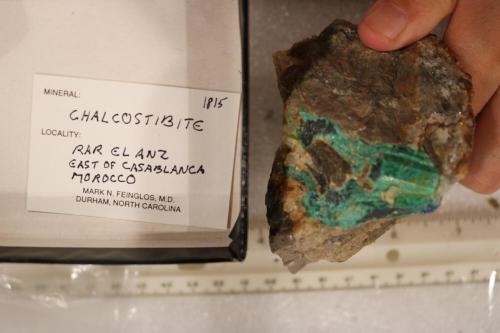 MINERAL: 1815
CHALCOSTIBITE
LOCALITY:
RAR EL ANZ
EAST OF CASABLANCA
MOROCCO
MARK N. FEINGLOS, M.D.
DURHAM, NORTH CAROLINA